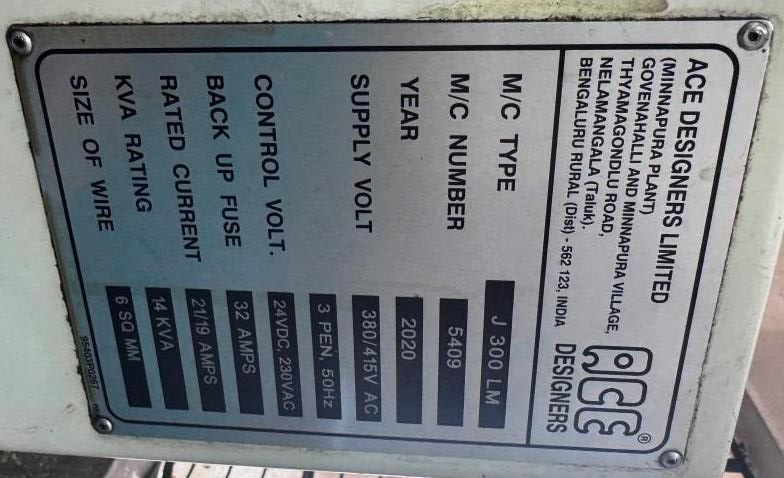 ACE DESIGNERS LIMITED
(MINNAPURA PLANT)
GOVENAHALLI AND MINNAPURA VILLAGE,
THYAMAGONDLU ROAD,
NELAMANGALA (Taluk).
BENGALURU RURAL (Dist) - 562 123, INDIA
ace®
DESIGNERS
M/C TYPE J 300 LM
M/C NUMBER 5409
YEAR 2020
SUPPLY VOLT 380/415V AC
3 PEN, 50Hz
CONTROL VOLT. 24VDC, 230VAC
BACK UP FUSE 32 AMPS
RATED CURRENT 21/19 AMPS
KVA RATING 14 KVA
SIZE OF WIRE 6 SQ MM